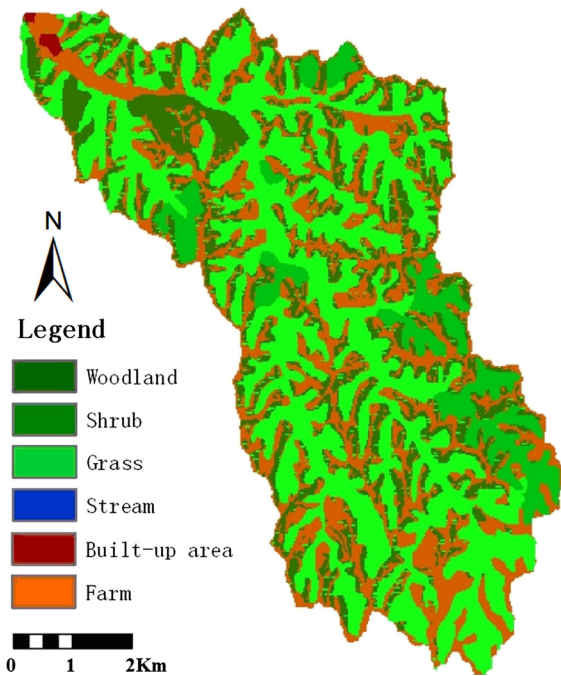 N
Legend
Woodland
Shrub
Grass
Stream
Built-up area
Farm
0 1 2Km